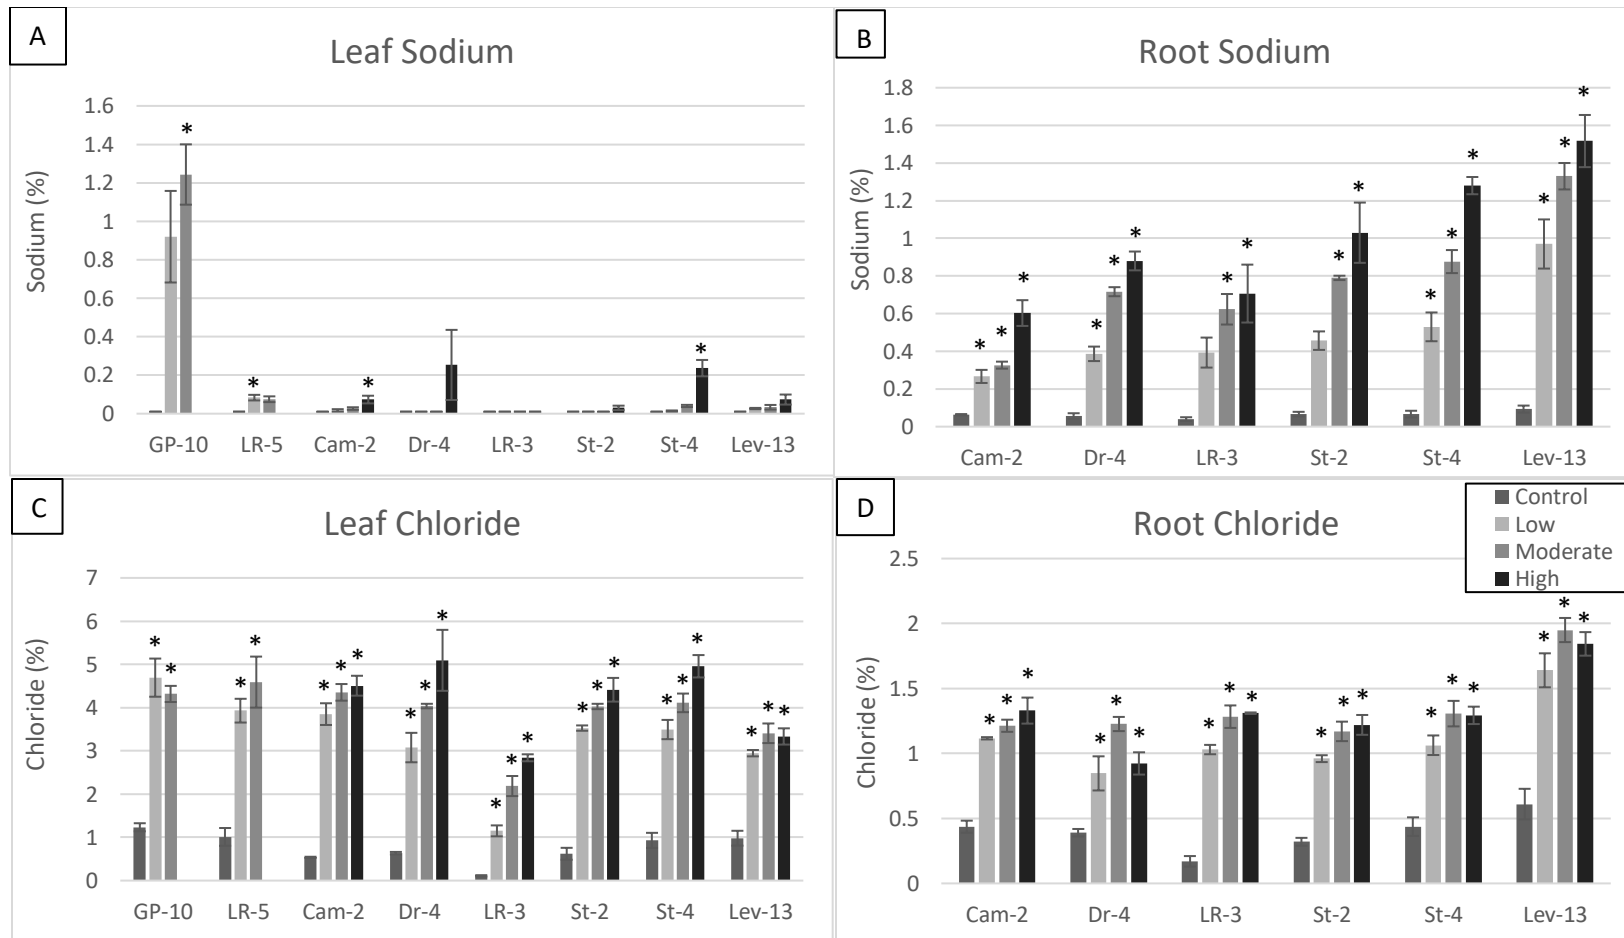 A
Leaf Sodium
Sodium (%)
1.6
1.4
1.2
1
0.8
0.6
0.4
0.2
0
* * * *
GP-10 LR-5 Cam-2 Dr-4 LR-3 St-2 St-4 Lev-13
B
Root Sodium
Sodium (%)
1.8
1.6
1.4
1.2
1
0.8
0.6
0.4
0.2
0
* * * * * * * * * * * * * * * *
Cam-2 Dr-4 LR-3 St-2 St-4 Lev-13
C
Leaf Chloride
Chloride (%)
7
6
5
4
3
2
1
0
* * * * * * * * * * * * * * * * * * * * * *
GP-10 LR-5 Cam-2 Dr-4 LR-3 St-2 St-4 Lev-13
D
Root Chloride
Control
Low
Moderate
High
Chloride (%)
2.5
2
1.5
1
0.5
0
* * * * * * * * * * * * * * * * * *
Cam-2 Dr-4 LR-3 St-2 St-4 Lev-13